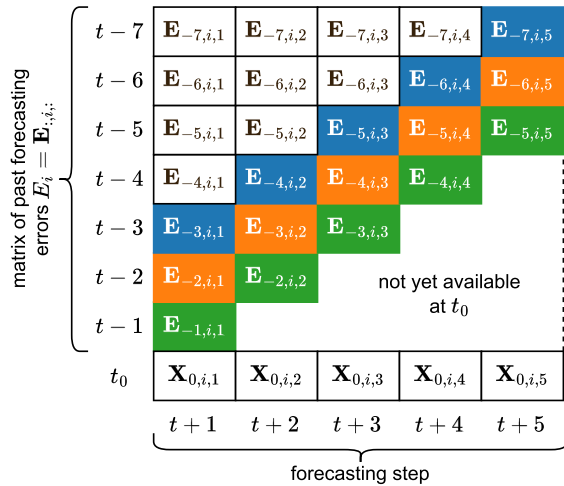 matrix of past forecasting
errors E_i = 𝐄_{:,i,:}
t − 7 𝐄_{−7,i,1} 𝐄_{−7,i,2} 𝐄_{−7,i,3} 𝐄_{−7,i,4} 𝐄_{−7,i,5}
t − 6 𝐄_{−6,i,1} 𝐄_{−6,i,2} 𝐄_{−6,i,3} 𝐄_{−6,i,4} 𝐄_{−6,i,5}
t − 5 𝐄_{−5,i,1} 𝐄_{−5,i,2} 𝐄_{−5,i,3} 𝐄_{−5,i,4} 𝐄_{−5,i,5}
t − 4 𝐄_{−4,i,1} 𝐄_{−4,i,2} 𝐄_{−4,i,3} 𝐄_{−4,i,4}
t − 3 𝐄_{−3,i,1} 𝐄_{−3,i,2} 𝐄_{−3,i,3}
t − 2 𝐄_{−2,i,1} 𝐄_{−2,i,2}
not yet available
at t_0
t − 1 𝐄_{−1,i,1}
t_0 𝐗_{0,i,1} 𝐗_{0,i,2} 𝐗_{0,i,3} 𝐗_{0,i,4} 𝐗_{0,i,5}
t + 1 t + 2 t + 3 t + 4 t + 5
forecasting step